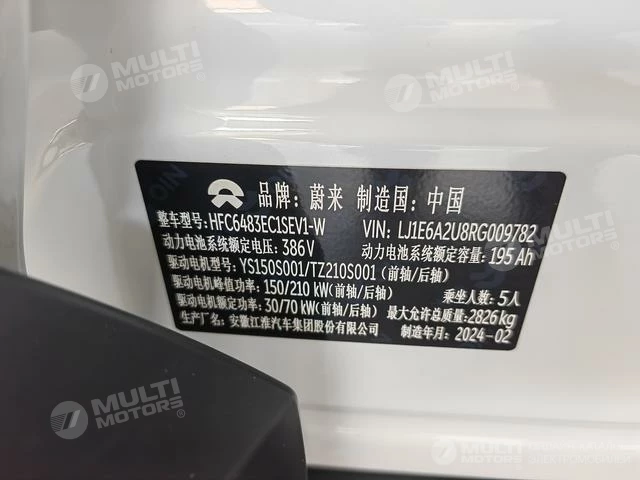 MULTI
MOTORS®
MULTI
MOTORS®
NIO
品牌: 蔚来 制造国: 中国
整车型号: HFC6483EC1SEV1-W VIN: LJ1E6A2U8RG009782
动力电池系统额定电压: 386V 动力电池系统额定容量: 195Ah
驱动电机型号: YS150S001/TZ210S001 (前轴/后轴)
驱动电机峰值功率: 150/210 kW(前轴/后轴) 乘坐人数: 5人
驱动电机额定功率: 30/70 kW(前轴/后轴) 最大允许总质量: 2826kg
生产厂名: 安徽江淮汽车集团股份有限公司 制造年月: 2024-02
MULTI
MOTORS®
MULTI
MOTORS